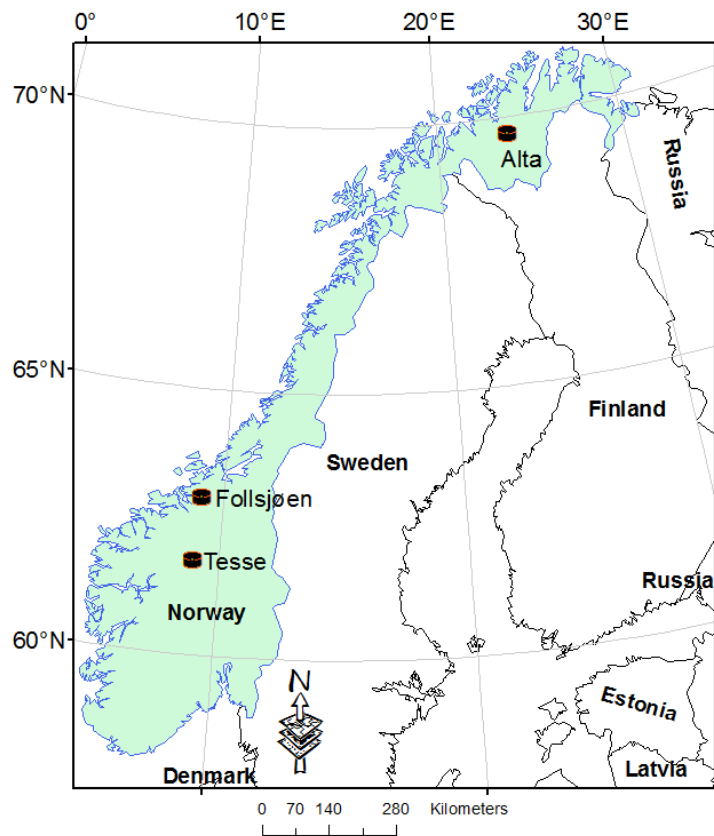 0° 10°E 20°E 30°E
70°N
Alta
Russia
65°N
Finland
Sweden
Follsjøen
Tesse
Russia
Norway
60°N
N
Estonia
Latvia
Denmark
0 70 140 280 Kilometers